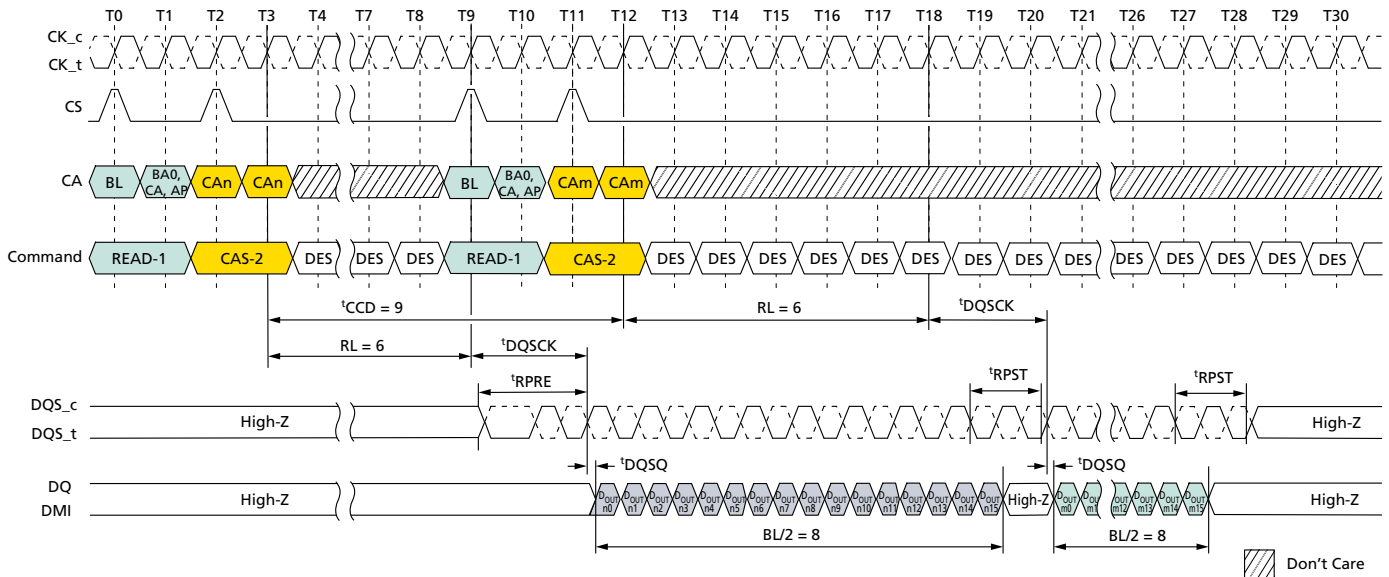 T0 T1 T2 T3 T4 T7 T8 T9 T10 T11 T12 T13 T14 T15 T16 T17 T18 T19 T20 T21 T26 T27 T28 T29 T30
CK_c
CK_t
CS
CA BL BA0, CA, AP CAn CAn BL BA0, CA, AP CAm CAm
Command READ-1 CAS-2 DES DES DES READ-1 CAS-2 DES DES DES DES DES DES DES DES DES DES DES DES DES DES
tCCD = 9 RL = 6 tDQSCK
RL = 6 tDQSCK
tRPRE tRPST tRPST
DQS_c
DQS_t
High-Z High-Z
tDQSQ tDQSQ
DQ
DMI
High-Z DOUT n0 DOUT n1 DOUT n2 DOUT n3 DOUT n4 DOUT n5 DOUT n6 DOUT n7 DOUT n8 DOUT n9 DOUT n10 DOUT n11 DOUT n12 DOUT n13 DOUT n14 DOUT n15 High-Z DOUT m0 DOUT m1 DOUT m12 DOUT m13 DOUT m14 DOUT m15 High-Z
BL/2 = 8 BL/2 = 8
Don't Care